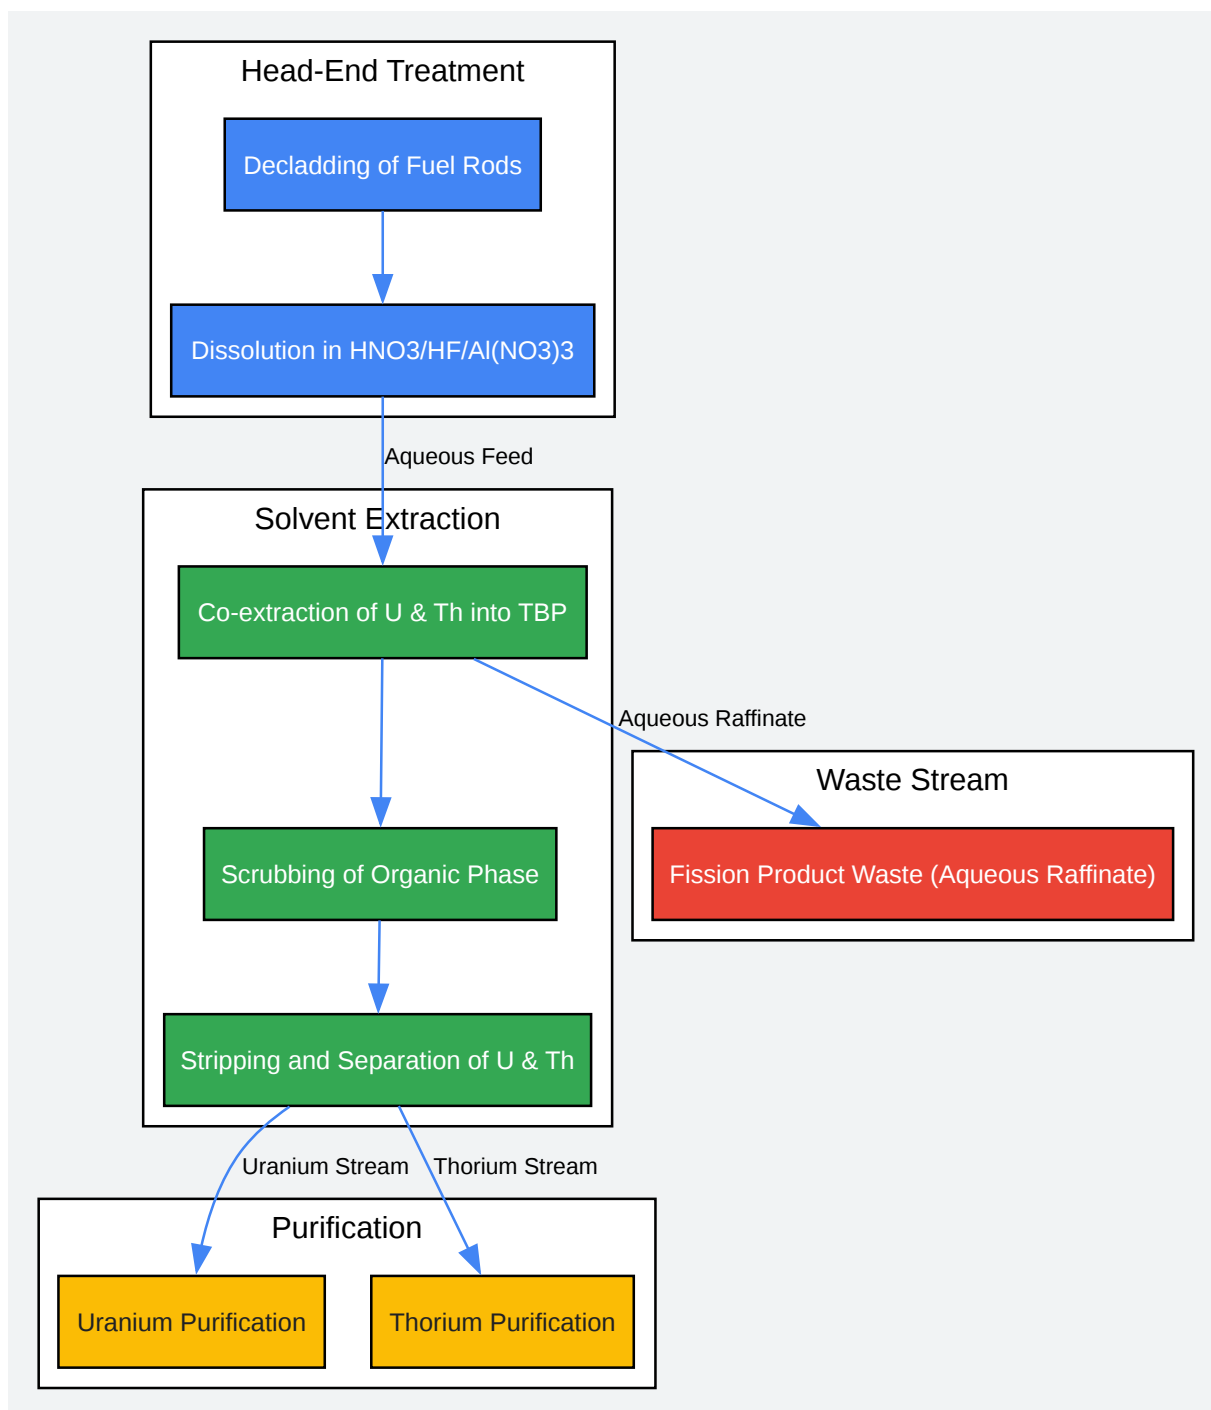 Head-End Treatment
Decladding of Fuel Rods
Dissolution in HNO3/HF/Al(NO3)3
Aqueous Feed
Solvent Extraction
Co-extraction of U & Th into TBP
Aqueous Raffinate
Waste Stream
Scrubbing of Organic Phase
Fission Product Waste (Aqueous Raffinate)
Stripping and Separation of U & Th
Uranium Stream
Thorium Stream
Purification
Uranium Purification
Thorium Purification